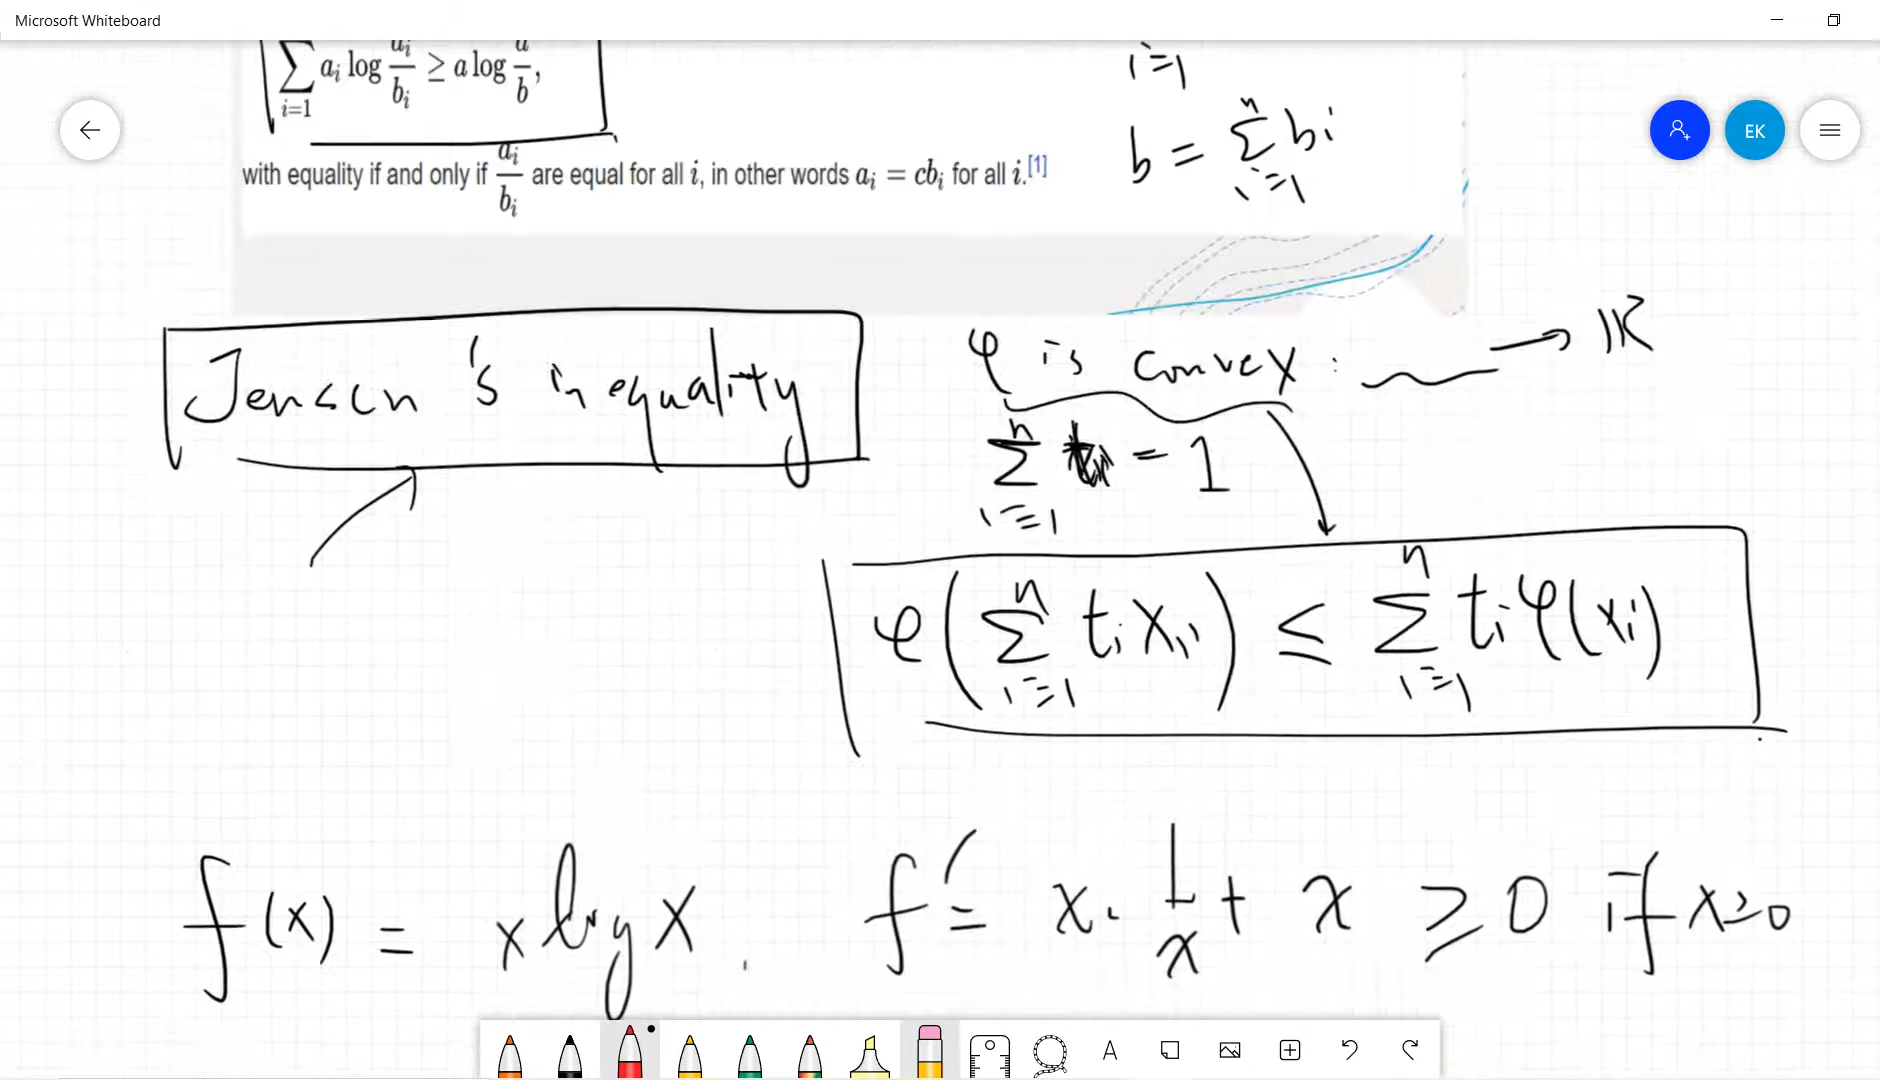 Microsoft Whiteboard
∑_{i=1} a_i log a_i/b_i ≥ a log a/b,
with equality if and only if a_i/b_i are equal for all i, in other words a_i = cb_i for all i.[1]
i=1
b = ∑_{i=1}^{n} b_i
EK
Jensen's inequality
φ is convex : → ℝ
∑_{i=1}^{n} t_i = 1
φ(∑_{i=1}^{n} t_i x_i) ≤ ∑_{i=1}^{n} t_i φ(x_i)
f(x) = x log x. f' = x · 1/x + x ≥ 0 if x ≥ 0
A